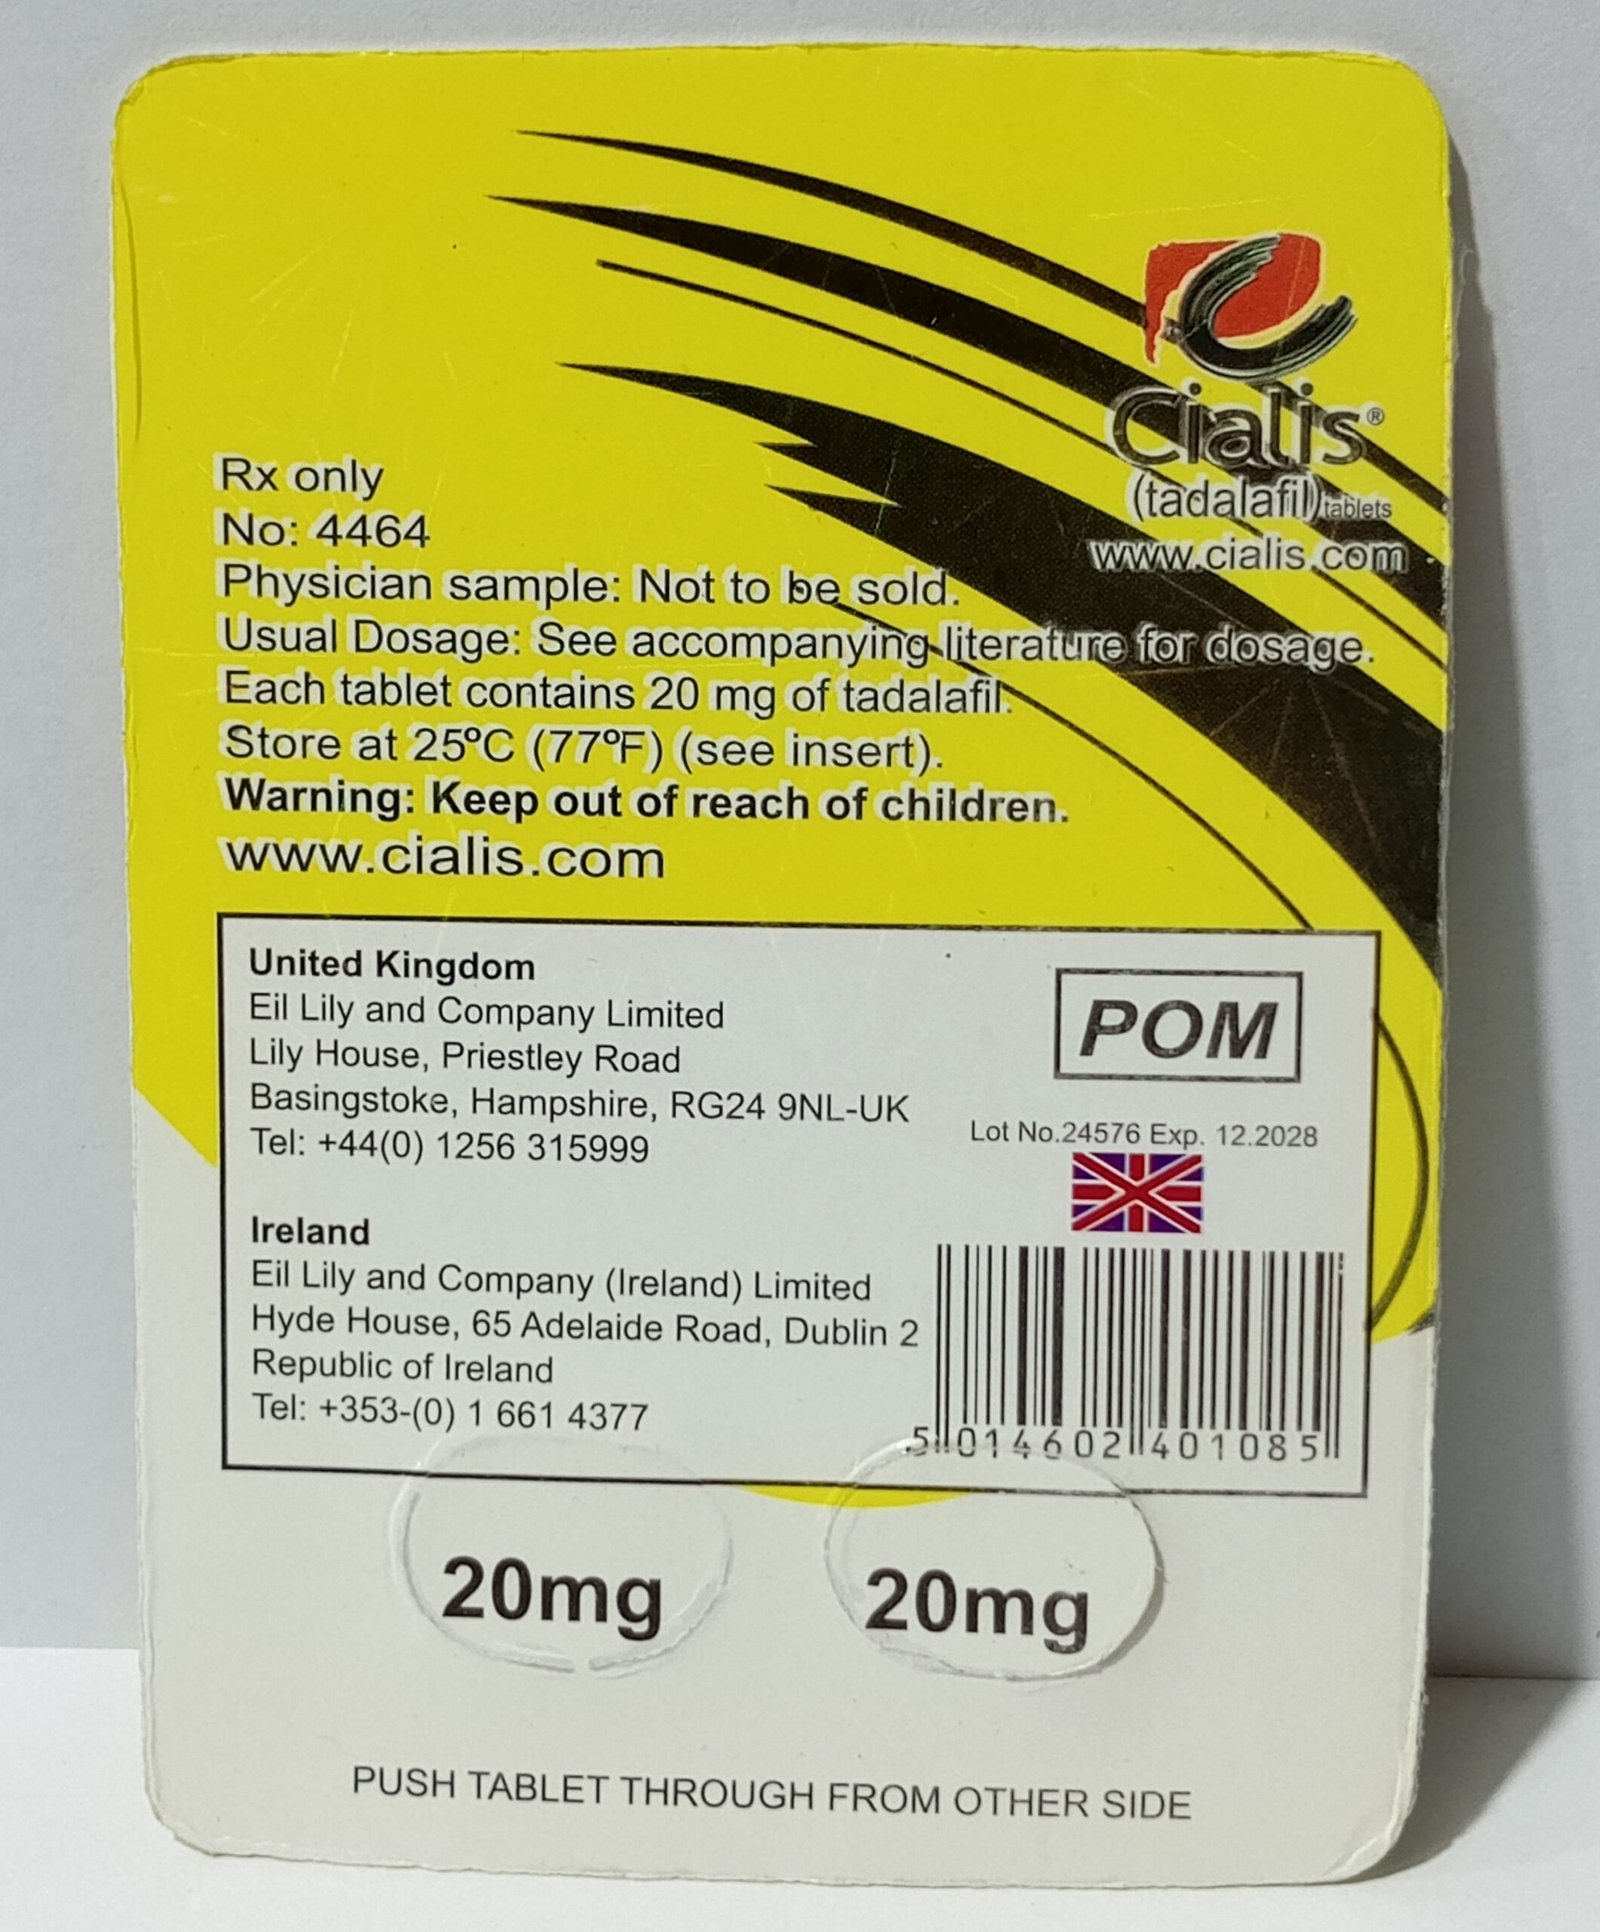 Cialis®
(tadalafil) tablets
www.cialis.com
Rx only
No: 4464
Physician sample: Not to be sold.
Usual Dosage: See accompanying literature for dosage.
Each tablet contains 20 mg of tadalafil.
Store at 25ºC (77ºF) (see insert).
Warning: Keep out of reach of children.
www.cialis.com
United Kingdom
Eil Lily and Company Limited
Lily House, Priestley Road
Basingstoke, Hampshire, RG24 9NL-UK
Tel: +44(0) 1256 315999
Ireland
Eil Lily and Company (Ireland) Limited
Hyde House, 65 Adelaide Road, Dublin 2
Republic of Ireland
Tel: +353-(0) 1 661 4377
POM
Lot No.24576 Exp. 12.2028
5 014602 401085
20mg
20mg
PUSH TABLET THROUGH FROM OTHER SIDE